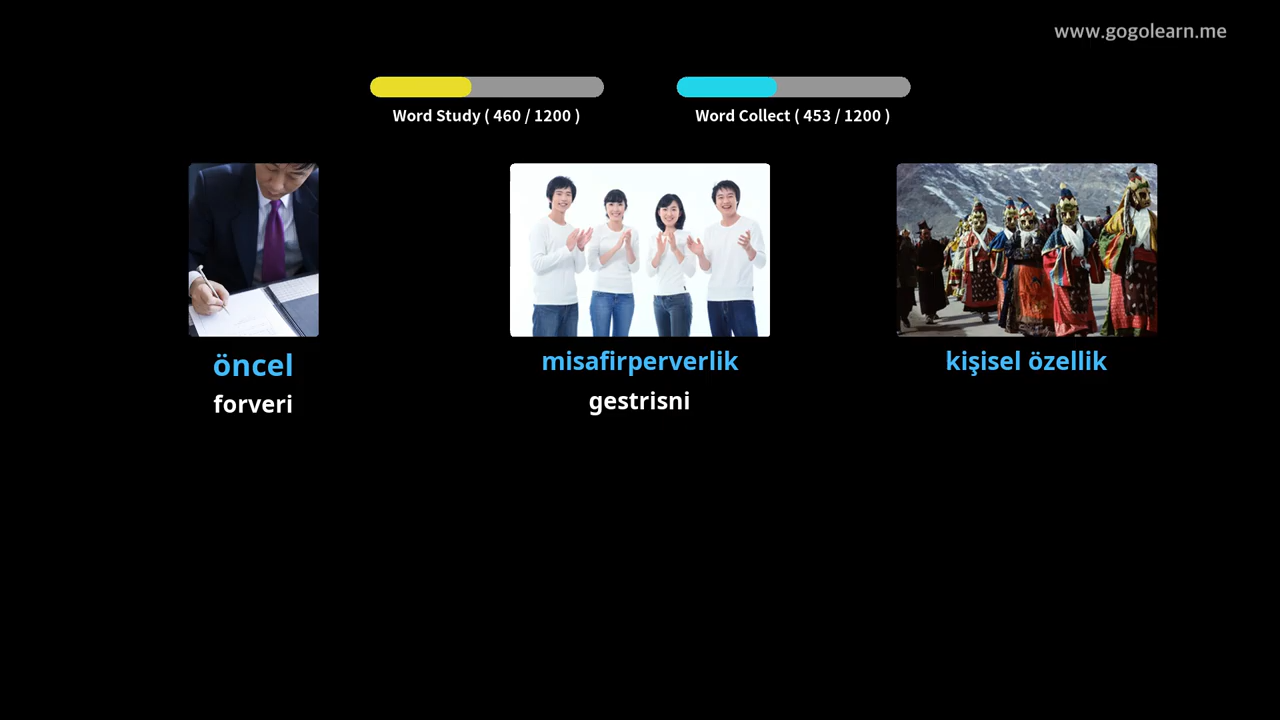 www.gogolearn.me
Word Study ( 460 / 1200 )
Word Collect ( 453 / 1200 )
öncel
forveri
misafirperverlik
gestrisni
kişisel özellik